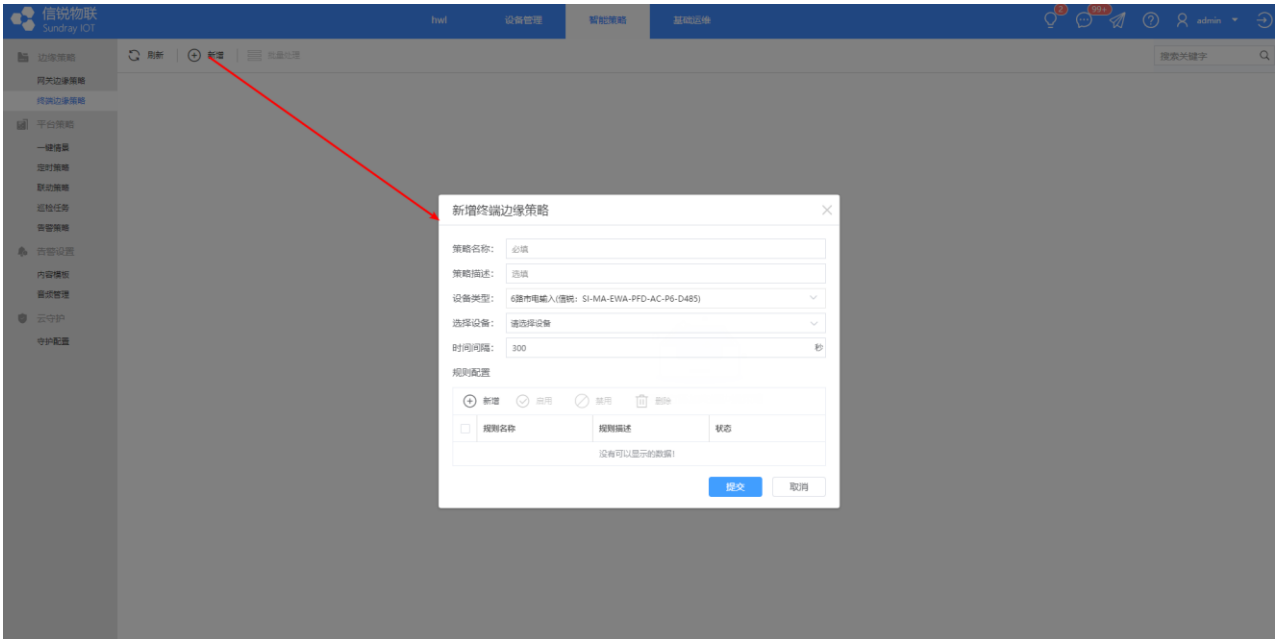 信锐物联
Sundray IOT
hwl
设备管理
智能策略
基础运维
2
99+
admin
边缘策略
网关边缘策略
终端边缘策略
平台策略
一键情景
定时策略
联动策略
巡检任务
告警策略
告警设置
内容模板
音频管理
云守护
守护配置
刷新
新增
批量处理
搜索关键字
新增终端边缘策略
策略名称: 必填
策略描述: 选填
设备类型: 6路市电输入(信锐: SI-MA-EWA-PFD-AC-P6-D485)
选择设备: 请选择设备
时间间隔: 300 秒
规则配置
新增 启用 禁用 删除
规则名称 规则描述 状态
没有可以显示的数据!
提交 取消